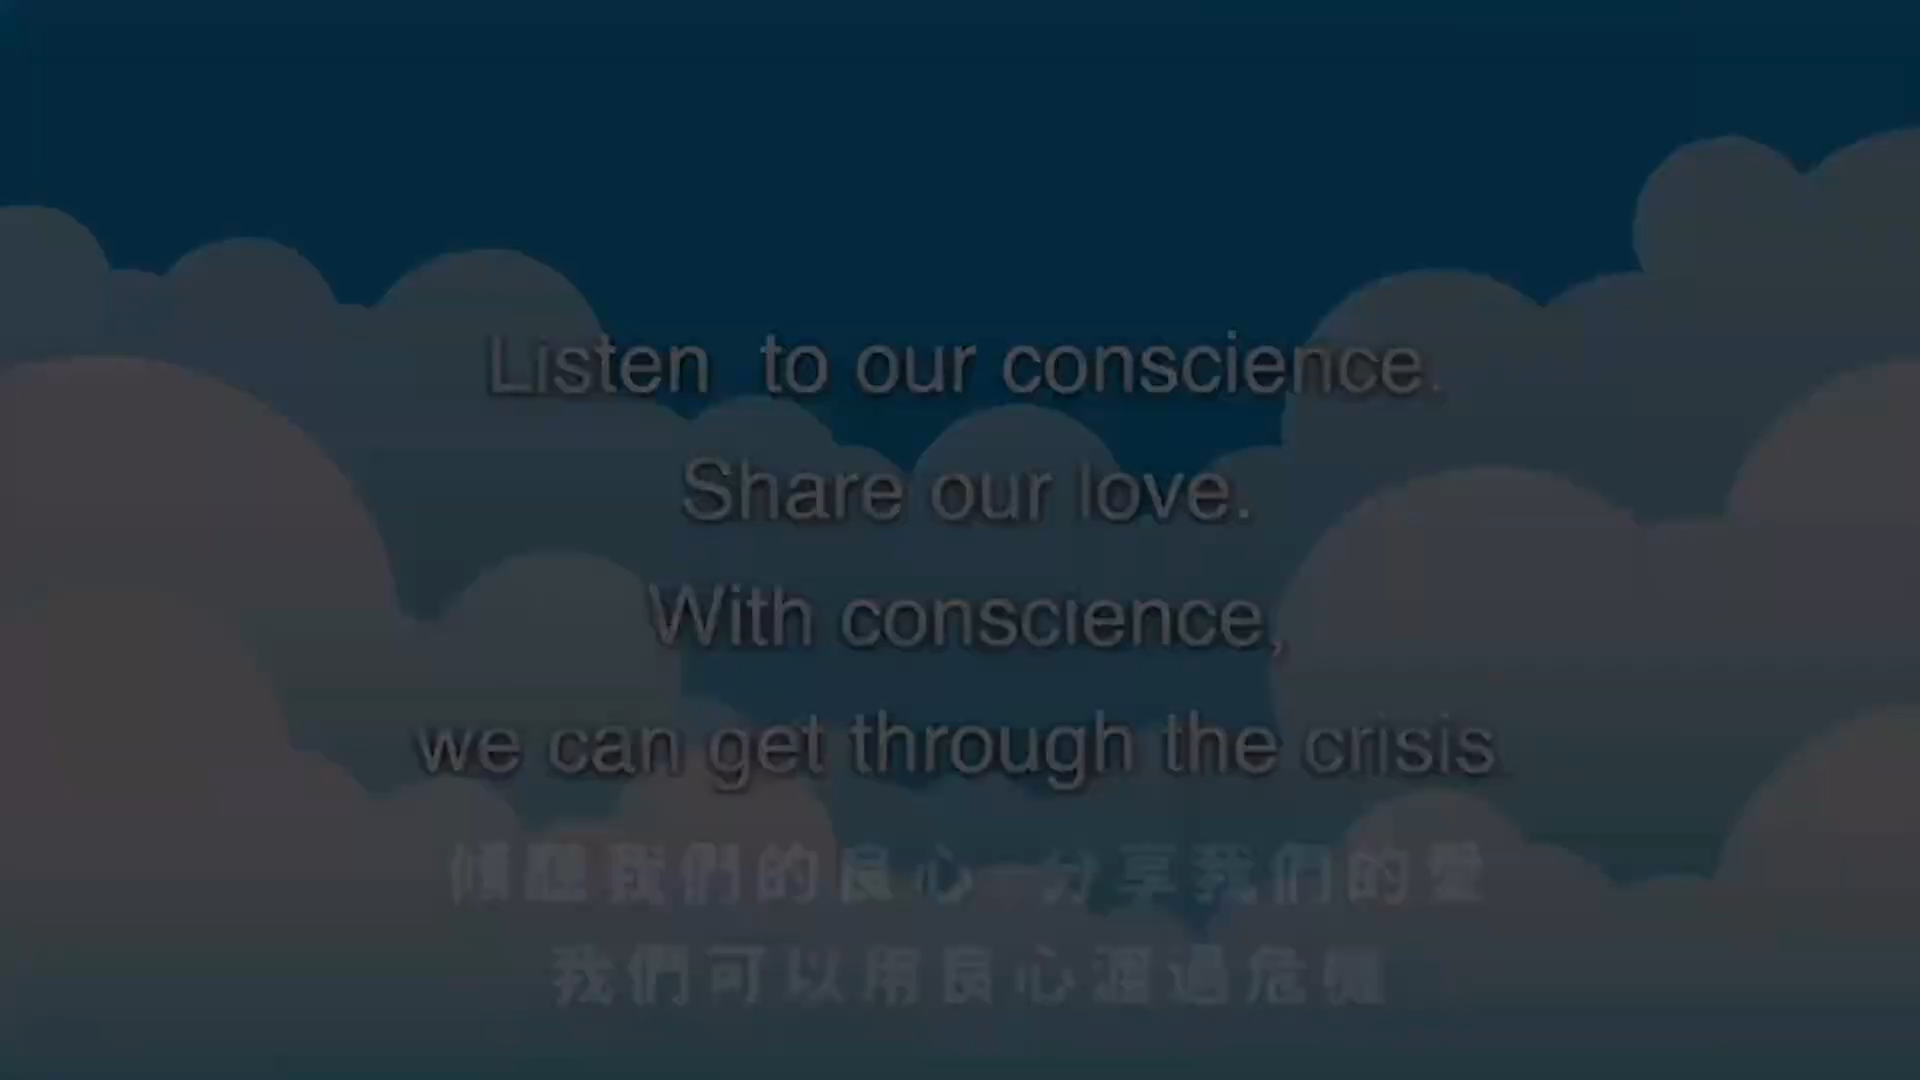 Listen to our conscience.
Share our love.
With conscience,
we can get through the crisis
傾聽我們的良心 分享我們的愛
我們可以用良心渡過危機